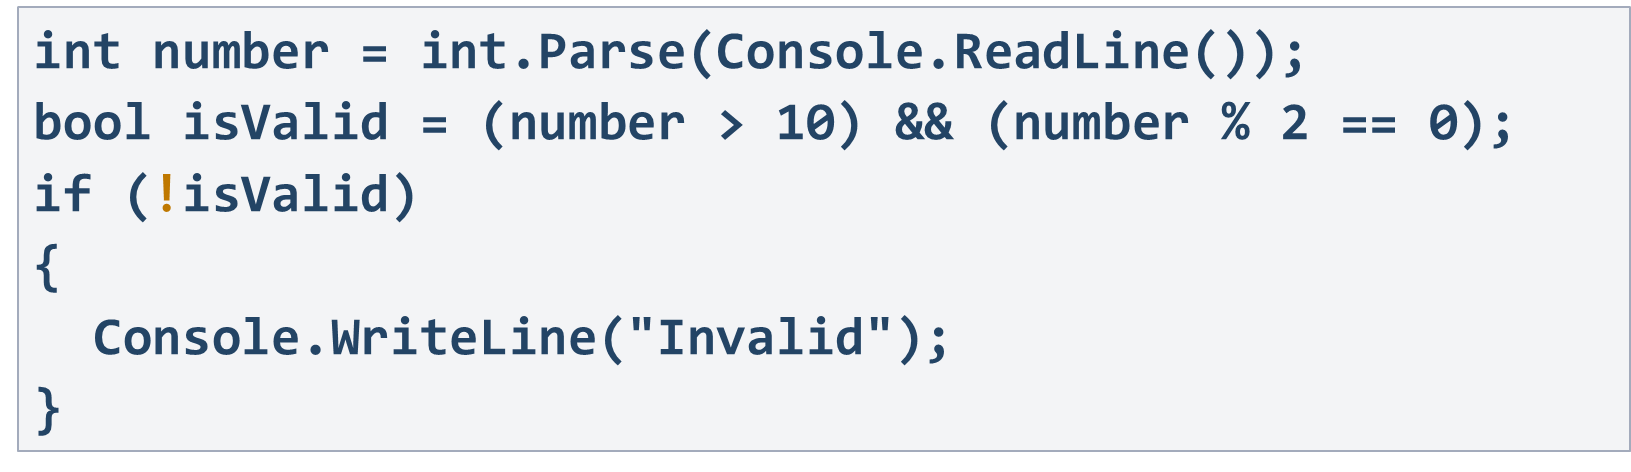 int number = int.Parse(Console.ReadLine());
bool isValid = (number > 10) && (number % 2 == 0);
if (!isValid)
{
  Console.WriteLine("Invalid");
}